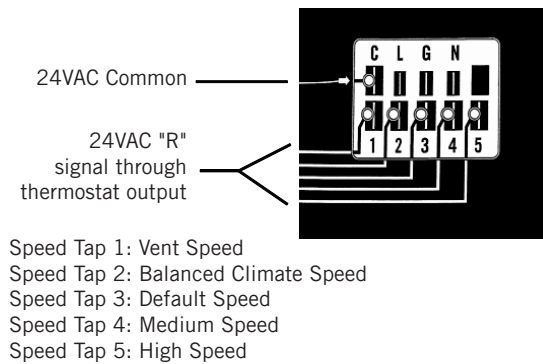 C L G N
24VAC Common
1 2 3 4 5
24VAC "R"
signal through
thermostat output
Speed Tap 1: Vent Speed
Speed Tap 2: Balanced Climate Speed
Speed Tap 3: Default Speed
Speed Tap 4: Medium Speed
Speed Tap 5: High Speed